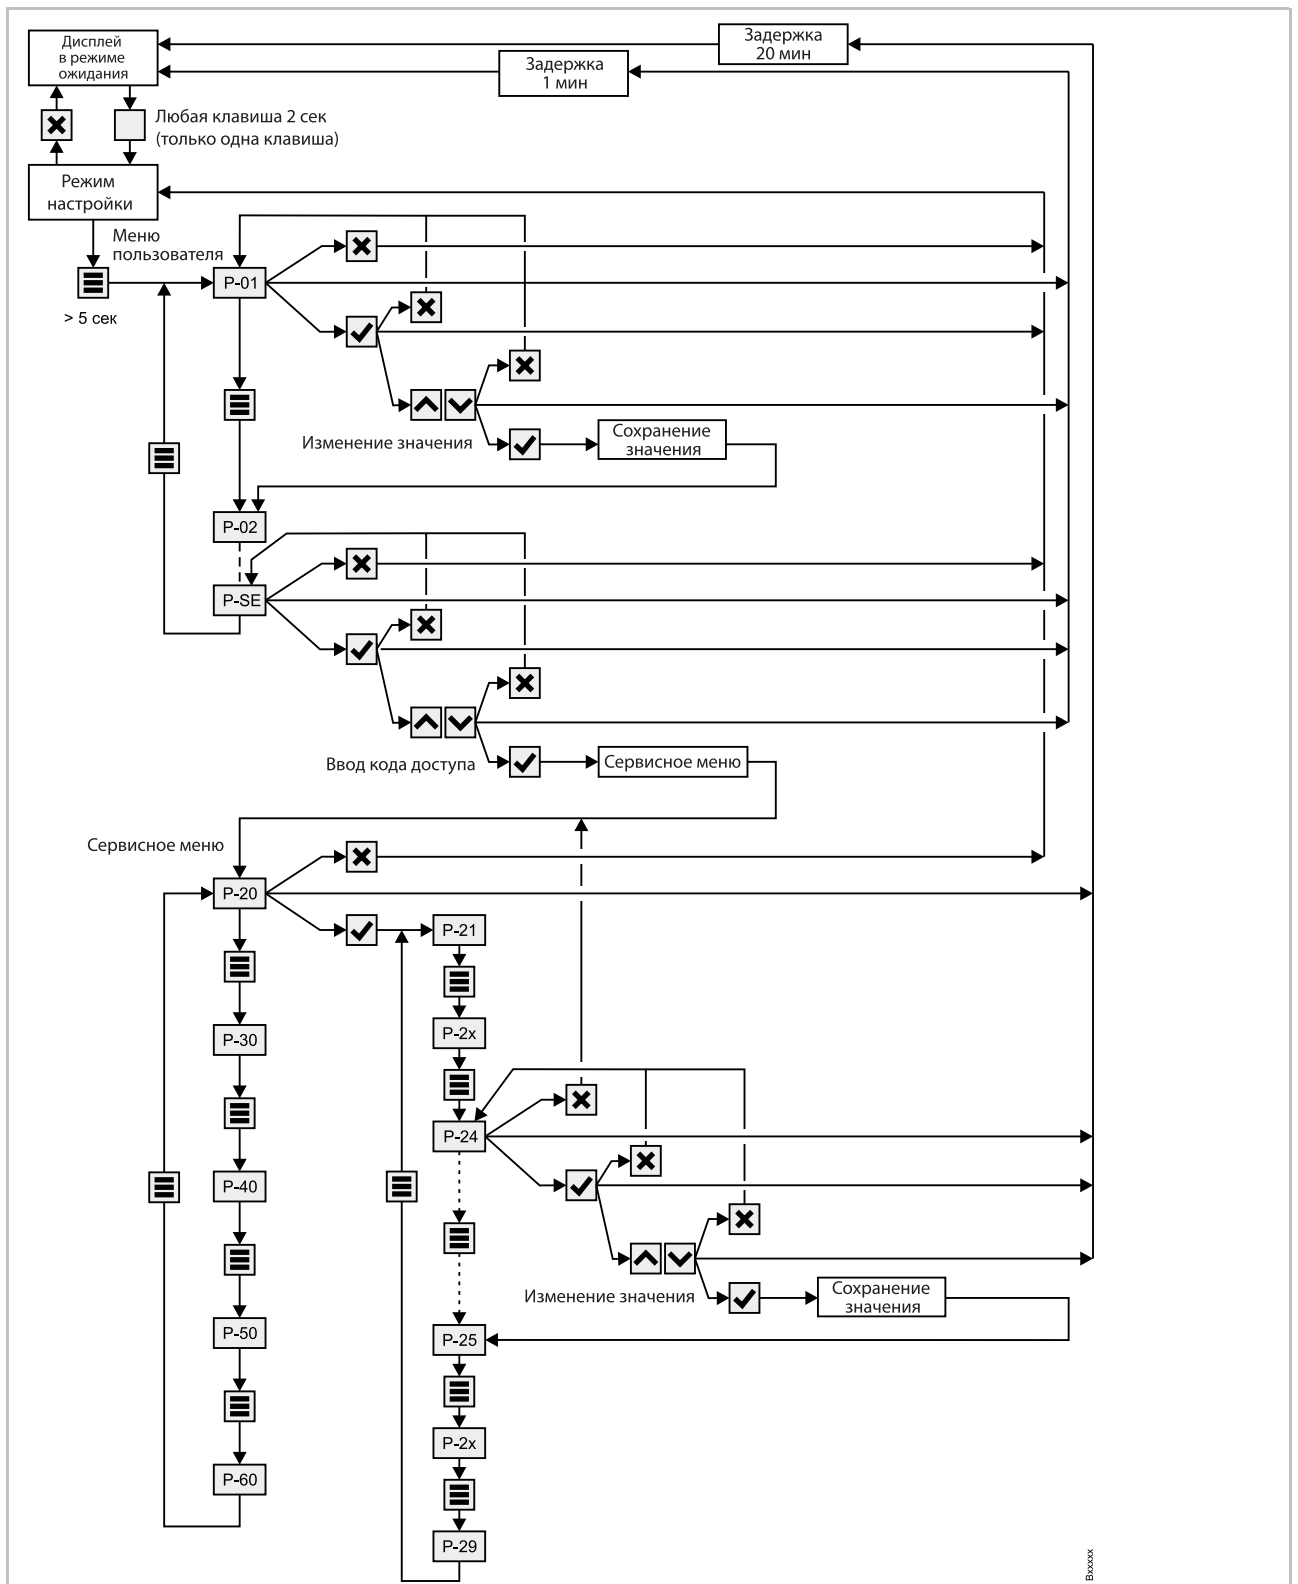 Дисплей
в режиме
ожидания
Задержка
20 мин
Задержка
1 мин
Любая клавиша 2 сек
(только одна клавиша)
Режим
настройки
Меню
пользователя
P-01
> 5 сек
Изменение значения
Сохранение
значения
P-02
P-SE
Ввод кода доступа
Сервисное меню
Сервисное меню
P-20
P-21
P-2x
P-30
P-24
P-40
Изменение значения
Сохранение
значения
P-50
P-25
P-2x
P-60
P-29
Bxxxxx